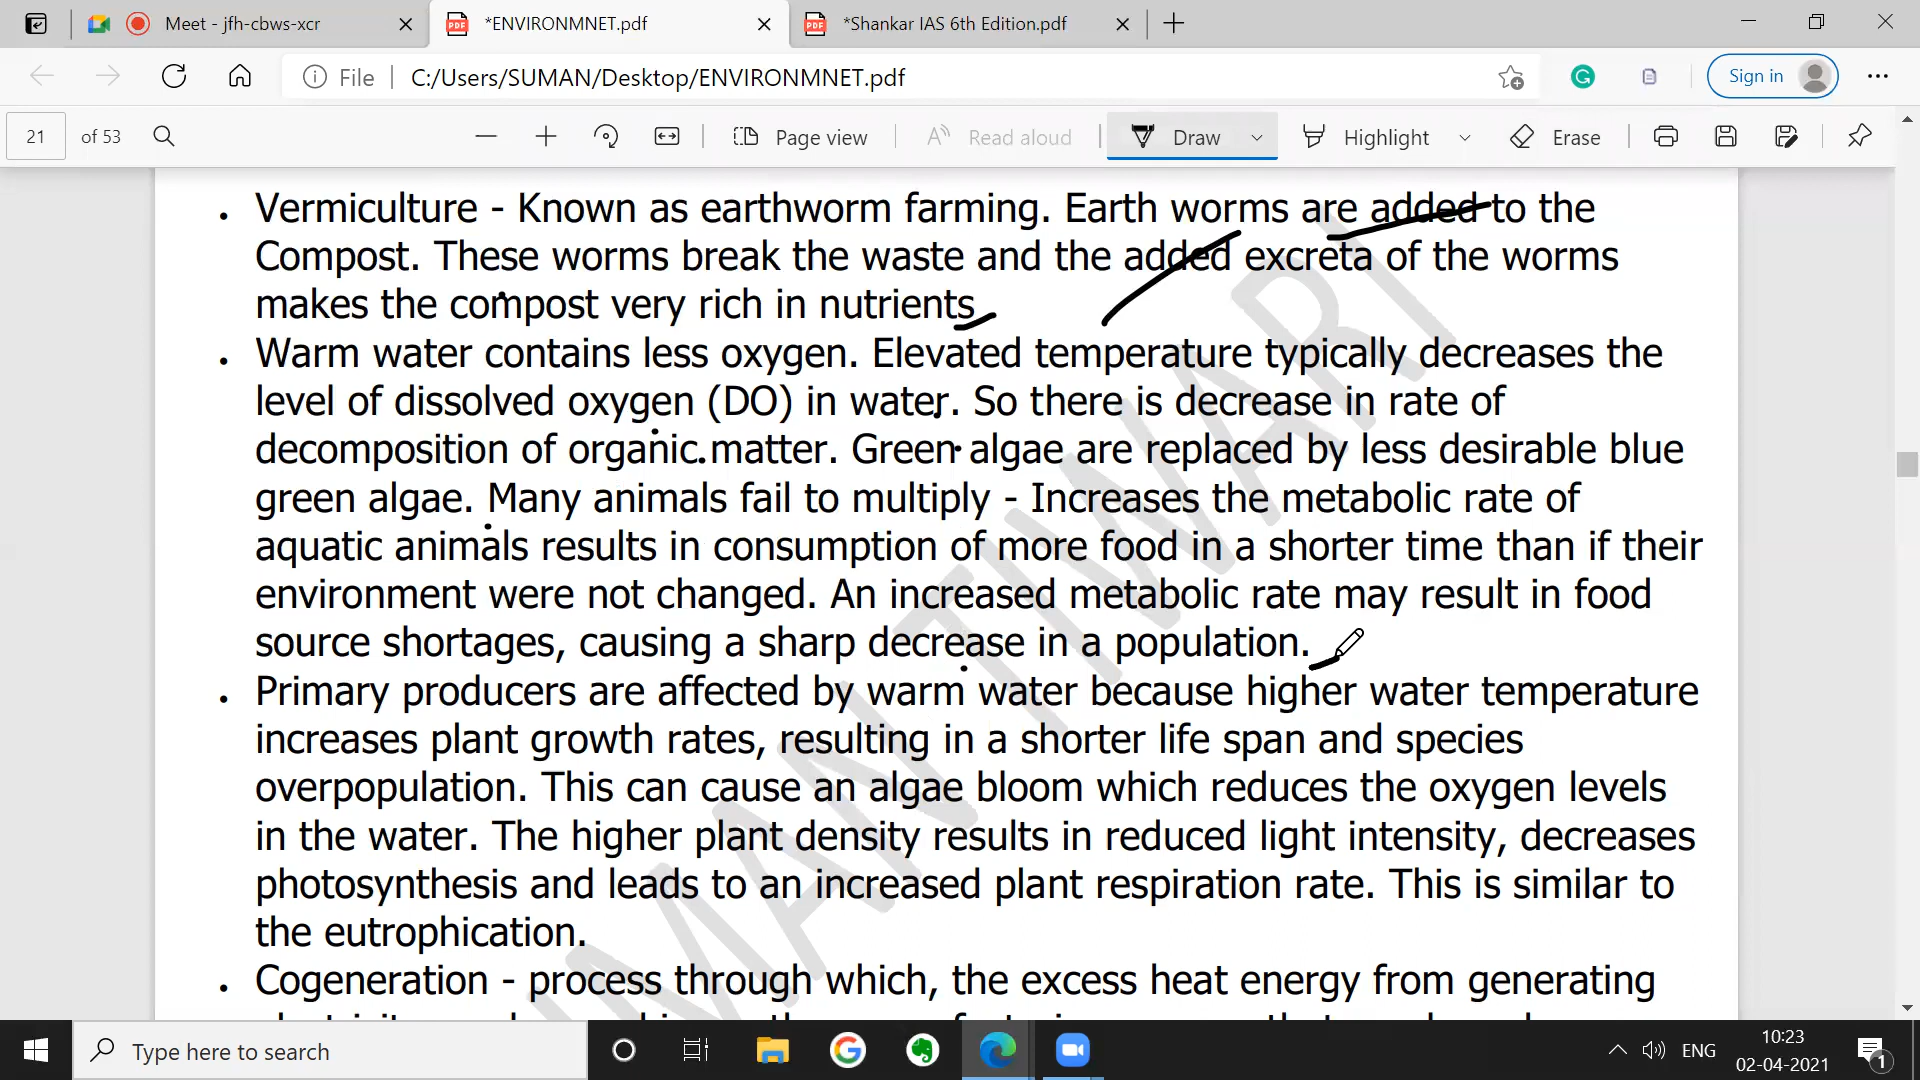 Meet - jfh-cbws-xcr
*ENVIRONMNET.pdf
*Shankar IAS 6th Edition.pdf
File
C:/Users/SUMAN/Desktop/ENVIRONMNET.pdf
Sign in
21 of 53
Page view
Read aloud
Draw
Highlight
Erase
• Vermiculture - Known as earthworm farming. Earth worms are added to the
Compost. These worms break the waste and the added excreta of the worms
makes the compost very rich in nutrients
• Warm water contains less oxygen. Elevated temperature typically decreases the
level of dissolved oxygen (DO) in water. So there is decrease in rate of
decomposition of organic matter. Green algae are replaced by less desirable blue
green algae. Many animals fail to multiply - Increases the metabolic rate of
aquatic animals results in consumption of more food in a shorter time than if their
environment were not changed. An increased metabolic rate may result in food
source shortages, causing a sharp decrease in a population.
• Primary producers are affected by warm water because higher water temperature
increases plant growth rates, resulting in a shorter life span and species
overpopulation. This can cause an algae bloom which reduces the oxygen levels
in the water. The higher plant density results in reduced light intensity, decreases
photosynthesis and leads to an increased plant respiration rate. This is similar to
the eutrophication.
• Cogeneration - process through which, the excess heat energy from generating
UMAN TIWARI
Type here to search
ENG
10:23
02-04-2021
1